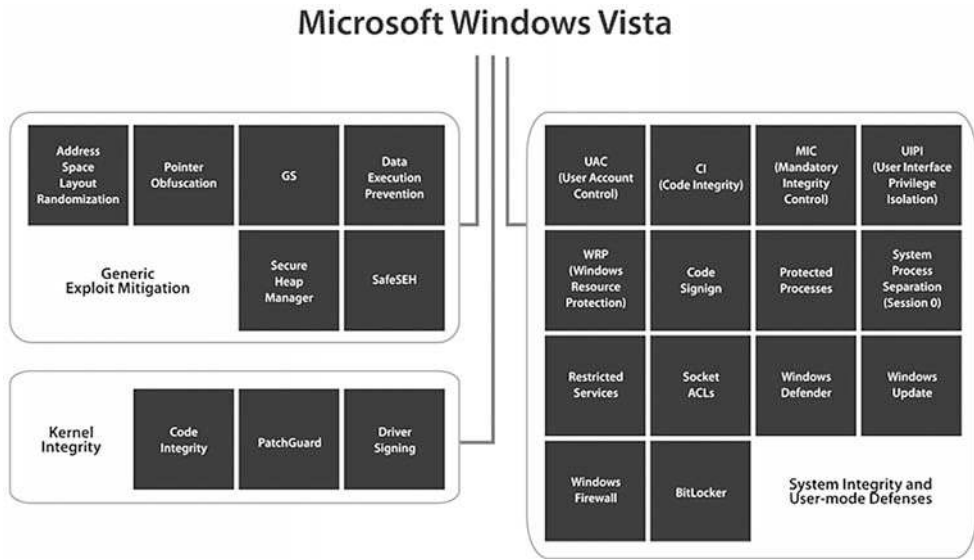 Microsoft Windows Vista
Address
Space
Layout
Randomization
Pointer
Obfuscation
GS
Data
Execution
Prevention
Generic
Exploit Mitigation
Secure
Heap
Manager
SafeSEH
Kernel
Integrity
Code
Integrity
PatchGuard
Driver
Signing
UAC
(User Account
Control)
CI
(Code Integrity)
MIC
(Mandatory
Integrity
Control)
UIPI
(User Interface
Privilege
Isolation)
WRP
(Windows
Resource
Protection)
Code
Signign
Protected
Processes
System
Process
Separation
(Session 0)
Restricted
Services
Socket
ACLs
Windows
Defender
Windows
Update
Windows
Firewall
BitLocker
System Integrity and
User-mode Defenses